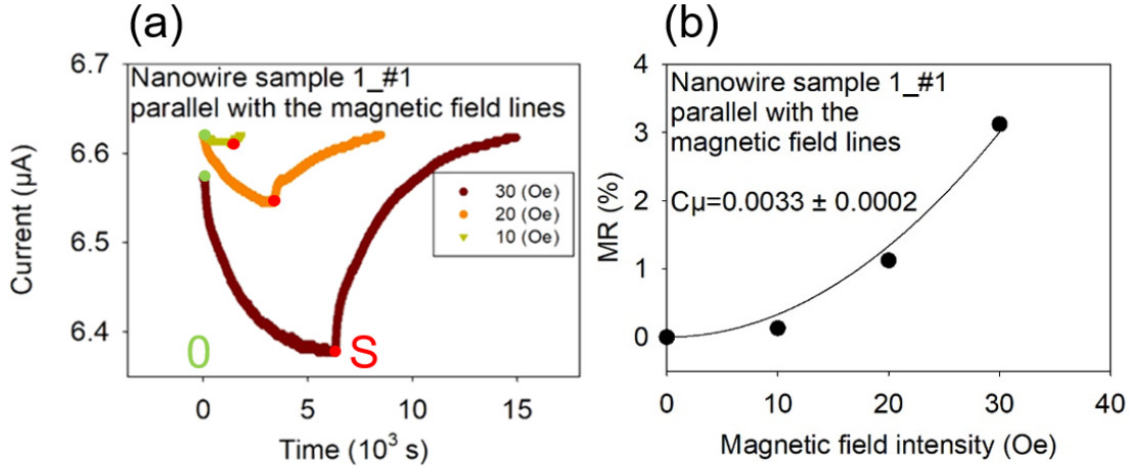 (a)
6.7
6.6
6.5
6.4
Current (µA)
Nanowire sample 1_#1
parallel with the magnetic field lines
30 (Oe)
20 (Oe)
10 (Oe)
0
S
0
5
10
15
Time (10³ s)
(b)
4
3
2
1
0
MR (%)
Nanowire sample 1_#1
parallel with the
magnetic field lines
Cµ=0.0033 ± 0.0002
0
10
20
30
40
Magnetic field intensity (Oe)